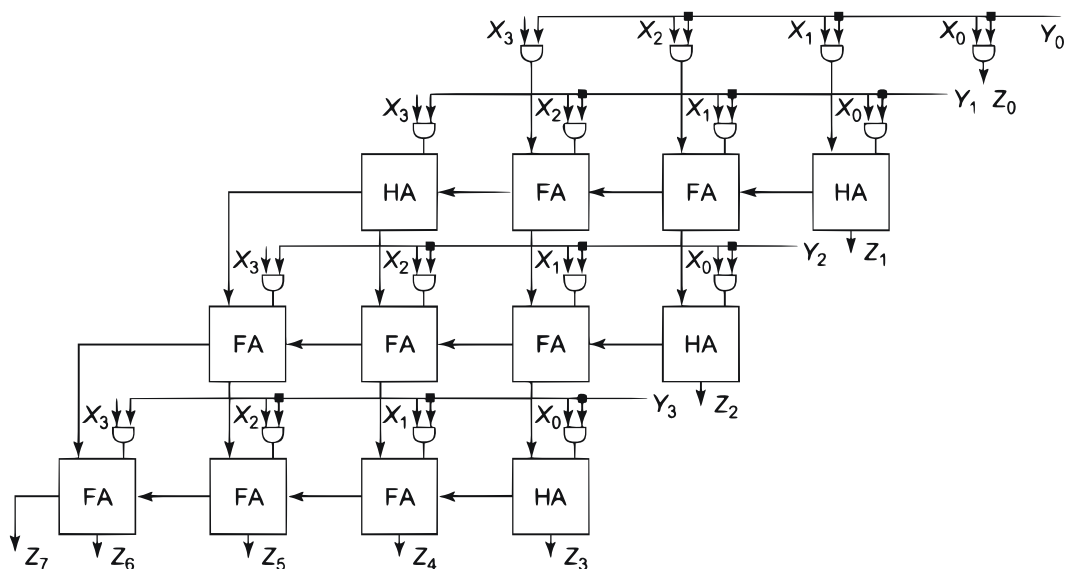 X₃ X₂ X₁ X₀ Y₀
X₃ X₂ X₁ X₀ Y₁ Z₀
HA FA FA HA
X₃ X₂ X₁ X₀ Y₂ Z₁
FA FA FA HA
X₃ X₂ X₁ X₀ Y₃ Z₂
FA FA FA HA
Z₇ Z₆ Z₅ Z₄ Z₃